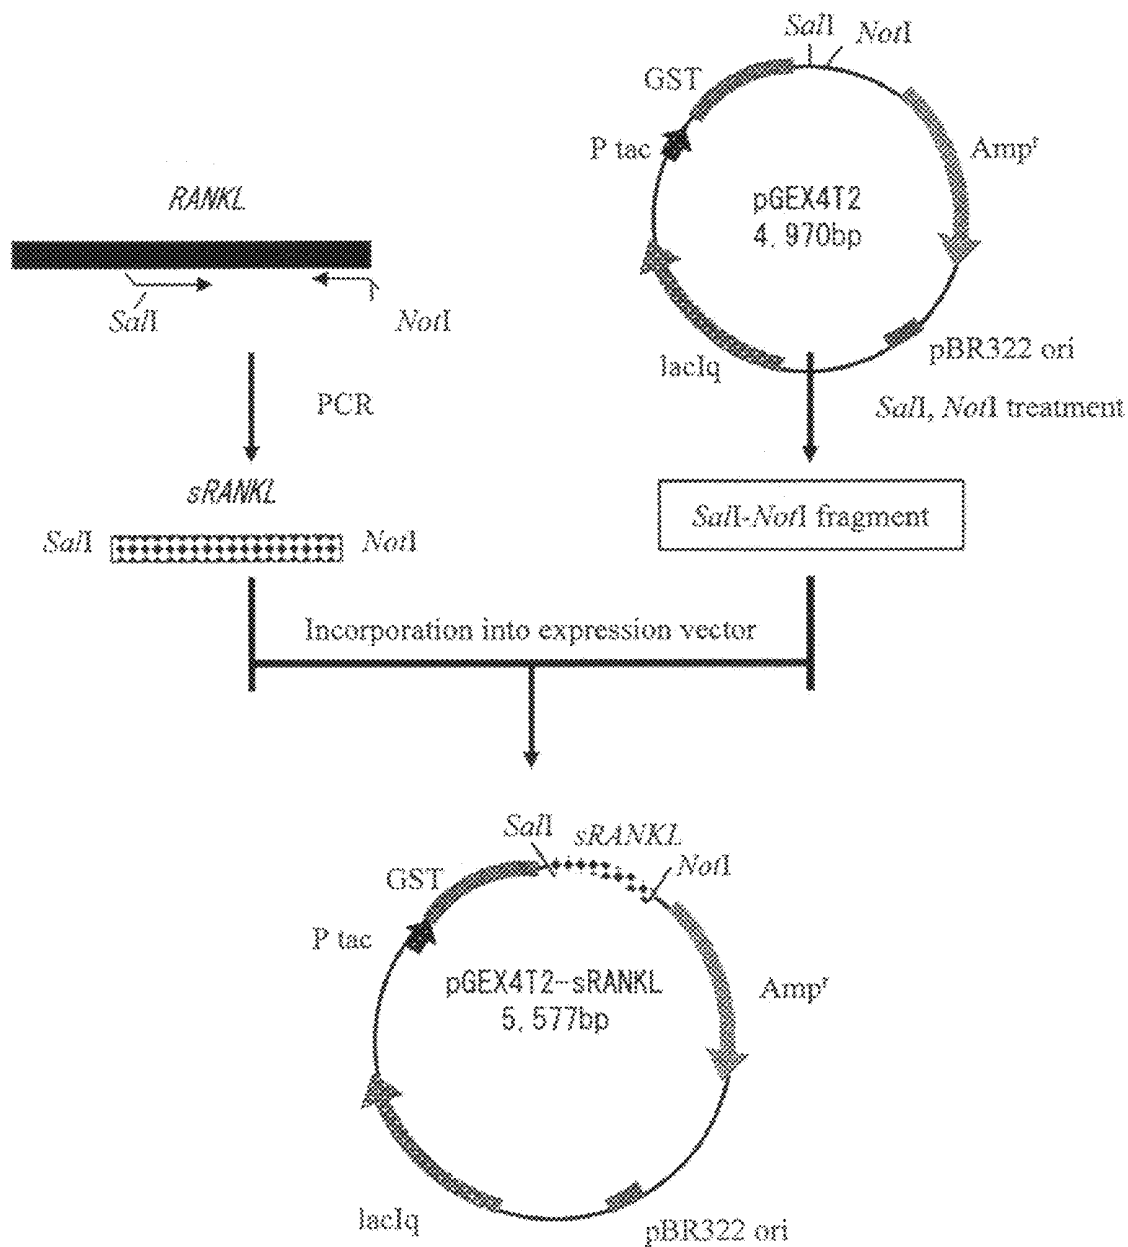 RANKL
SalI
NotI
PCR
sRANKL
SalI
NotI
SalI
NotI
GST
P tac
Ampʳ
pGEX4T2
4, 970bp
lacIq
pBR322 ori
SalI, NotI treatment
SalI-NotI fragment
Incorporation into expression vector
SalI
sRANKL
NotI
GST
P tac
pGEX4T2-sRANKL
5, 577bp
Ampʳ
lacIq
pBR322 ori